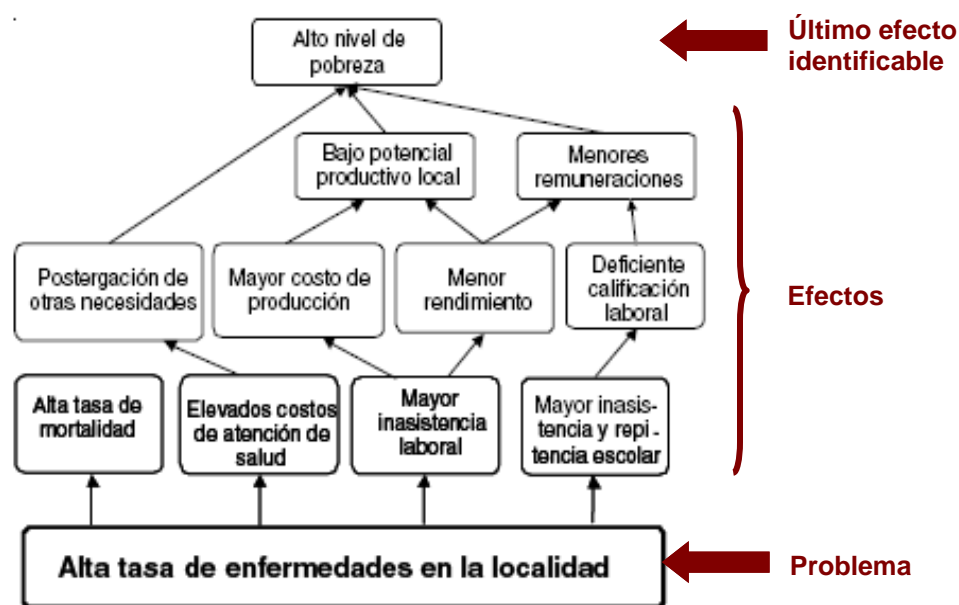 Alto nivel de
pobreza
Último efecto
identificable
Bajo potencial
productivo local
Menores
remuneraciones
Postergación de
otras necesidades
Mayor costo de
producción
Menor
rendimiento
Deficiente
calificación
laboral
Efectos
Alta tasa de
mortalidad
Elevados costos
de atención de
salud
Mayor
inasistencia
laboral
Mayor inasis-
tencia y repi-
tencia escolar
Alta tasa de enfermedades en la localidad
Problema